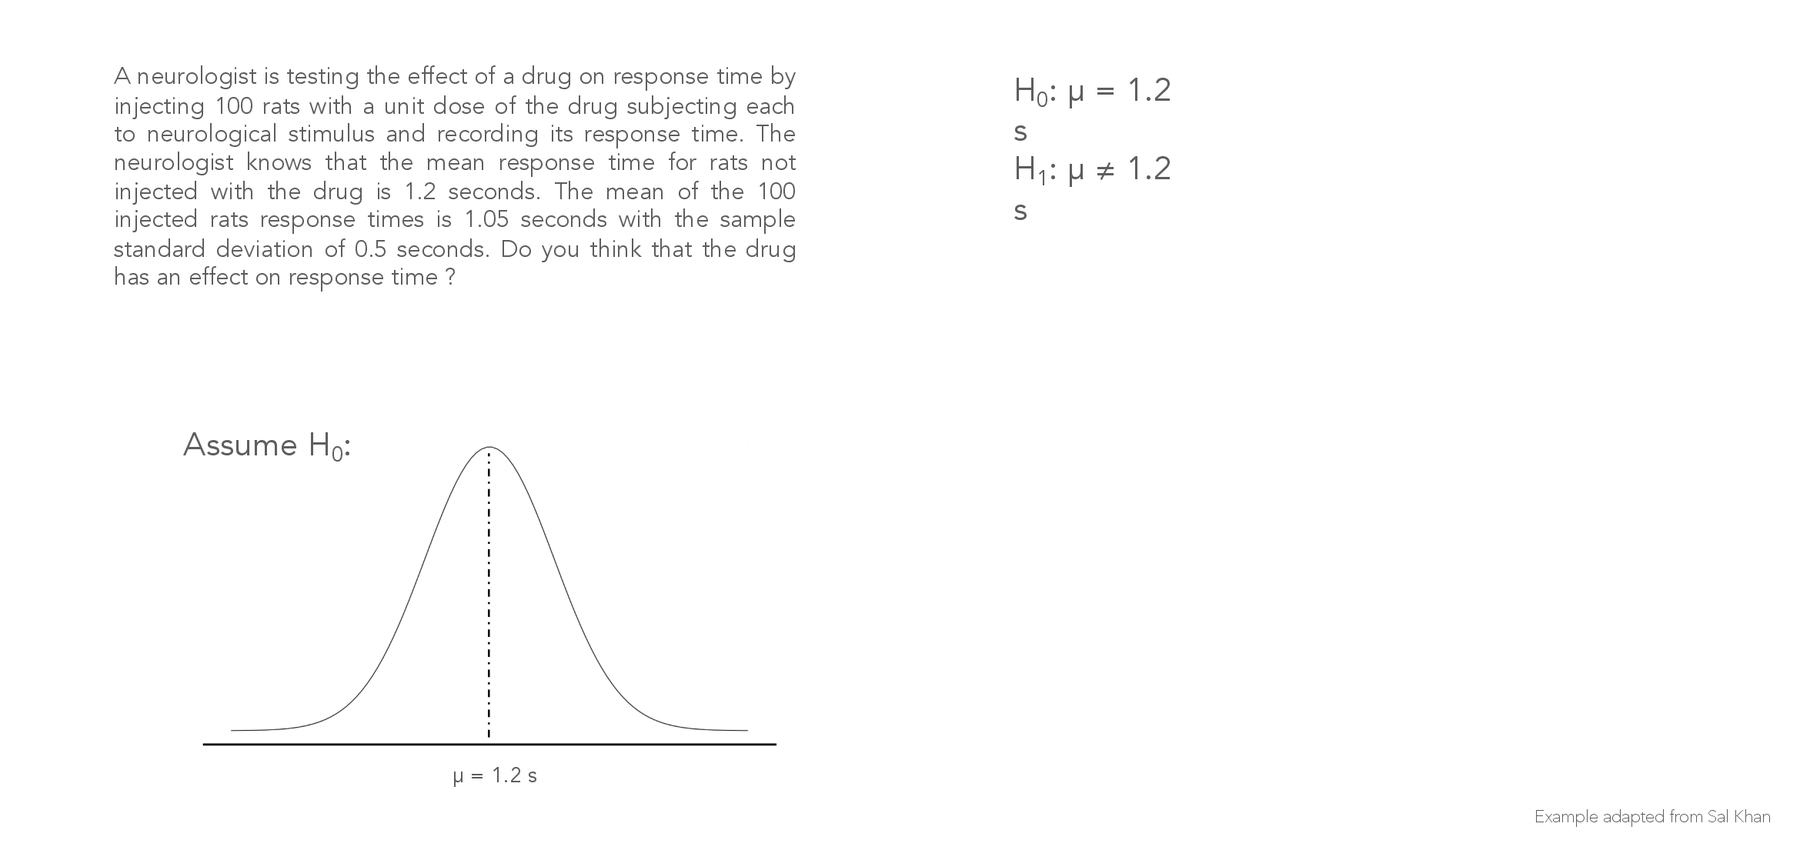 A neurologist is testing the effect of a drug on response time by
injecting 100 rats with a unit dose of the drug subjecting each
to neurological stimulus and recording its response time. The
neurologist knows that the mean response time for rats not
injected with the drug is 1.2 seconds. The mean of the 100
injected rats response times is 1.05 seconds with the sample
standard deviation of 0.5 seconds. Do you think that the drug
has an effect on response time ?
H₀: μ = 1.2
s
H₁: μ ≠ 1.2
s
Assume H₀:
μ = 1.2 s
Example adapted from Sal Khan